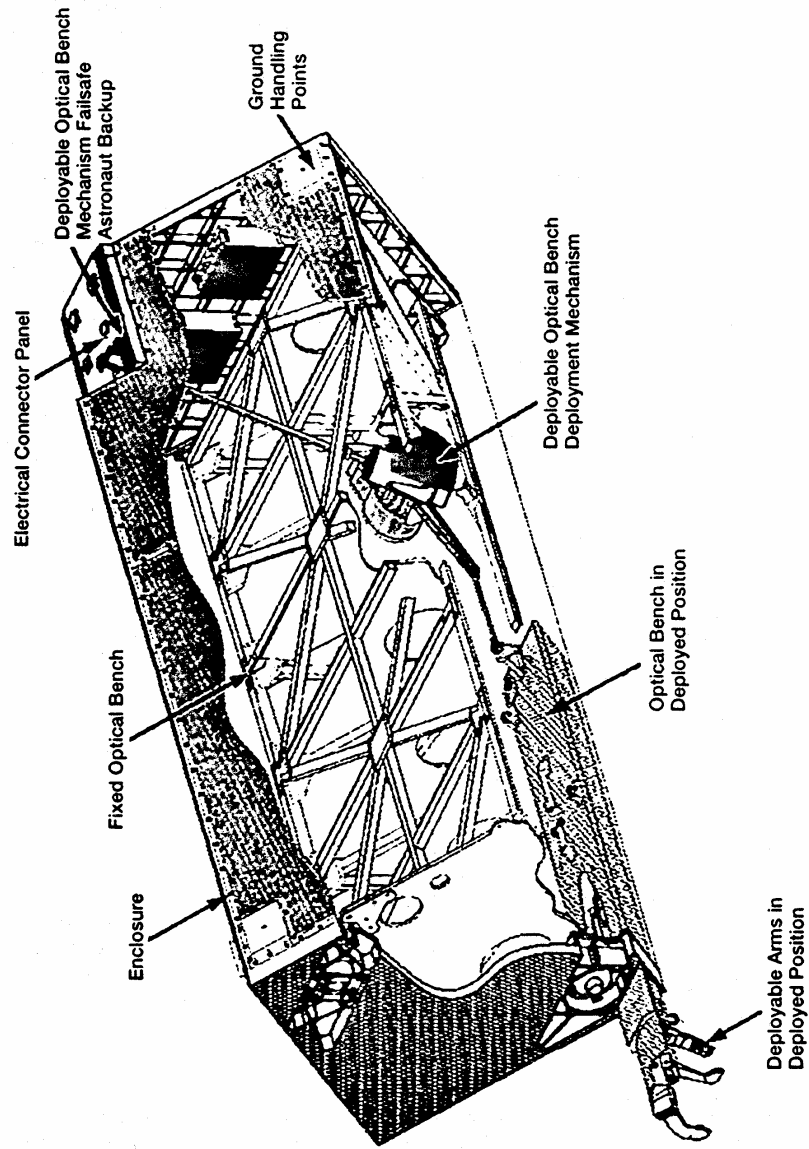 Deployable Optical Bench
Mechanism Failsafe
Astronaut Backup
Electrical Connector Panel
Ground
Handling
Points
Fixed Optical Bench
Enclosure
Deployable Optical Bench
Deployment Mechanism
Optical Bench in
Deployed Position
Deployable Arms in
Deployed Position